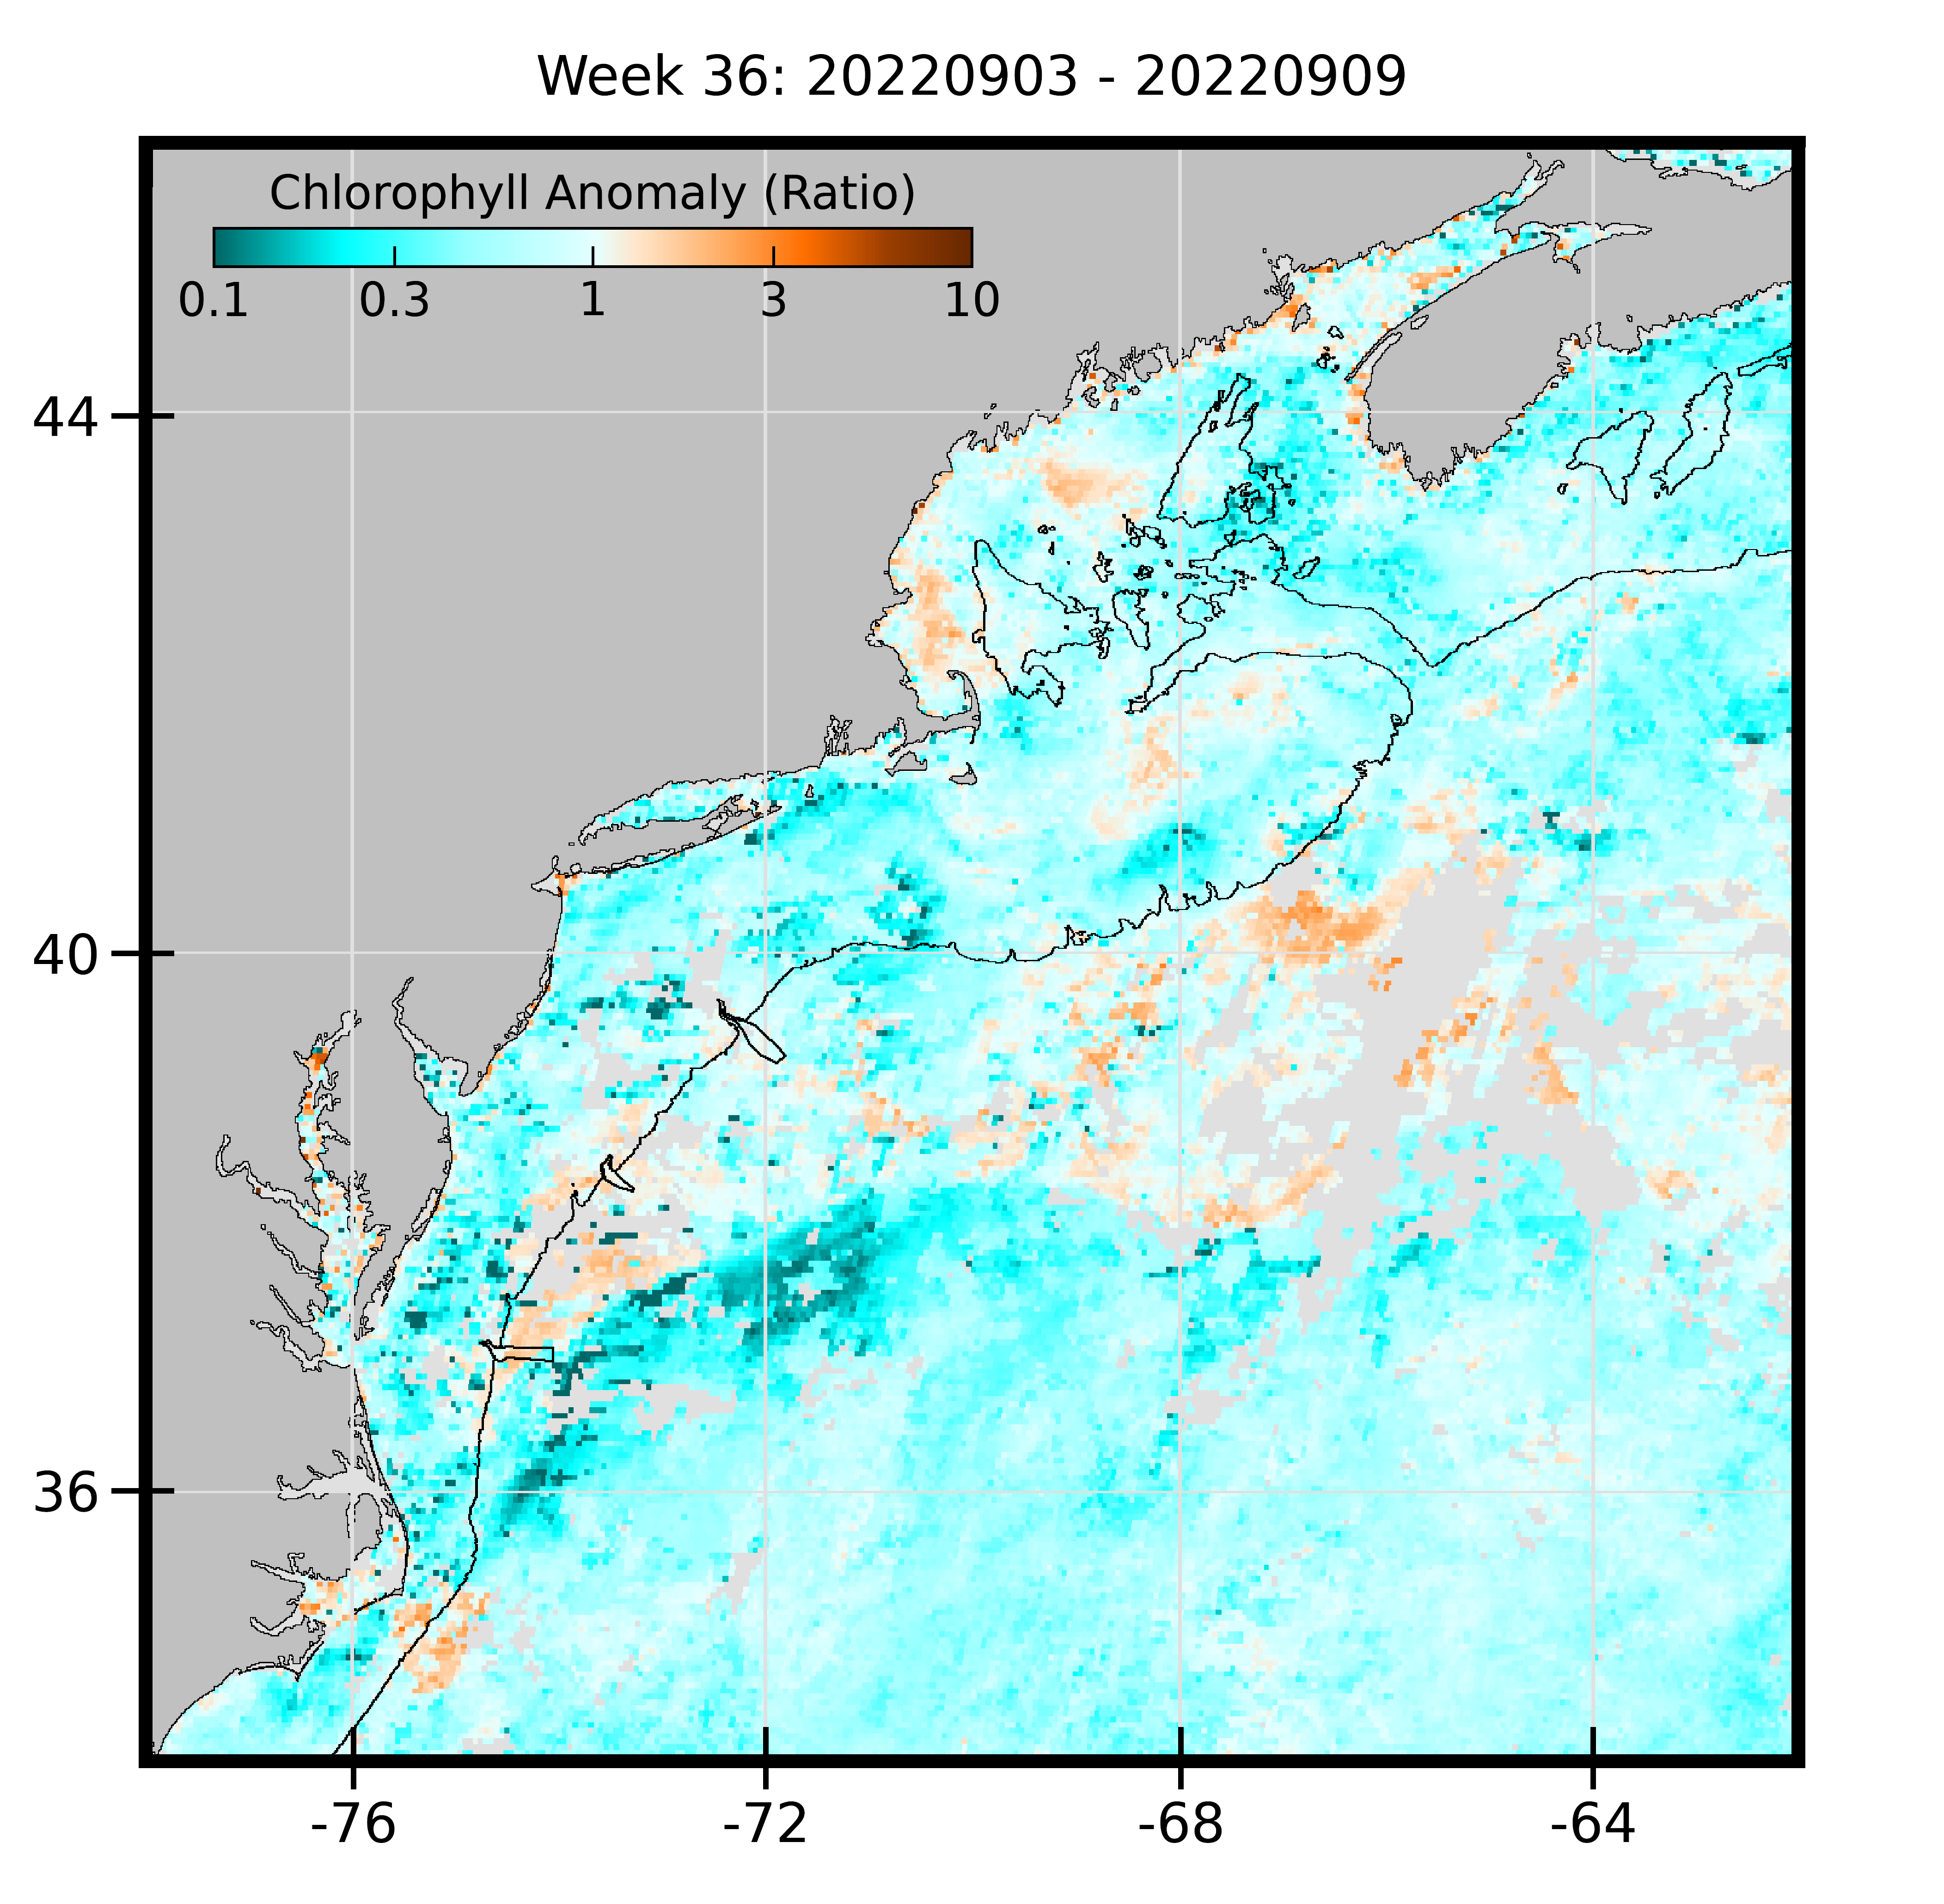 Week 36: 20220903 - 20220909
Chlorophyll Anomaly (Ratio)
0.1 0.3 1 3 10
44
40
36
-76 -72 -68 -64